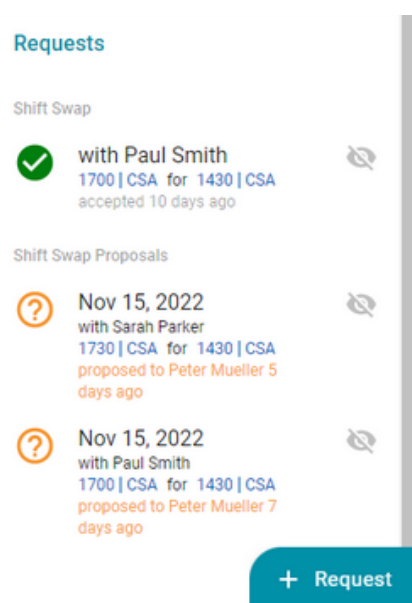 Requests
Shift Swap
with Paul Smith
1700 | CSA for 1430 | CSA
accepted 10 days ago
Shift Swap Proposals
Nov 15, 2022
with Sarah Parker
1730 | CSA for 1430 | CSA
proposed to Peter Mueller 5
days ago
Nov 15, 2022
with Paul Smith
1700 | CSA for 1430 | CSA
proposed to Peter Mueller 7
days ago
+ Request